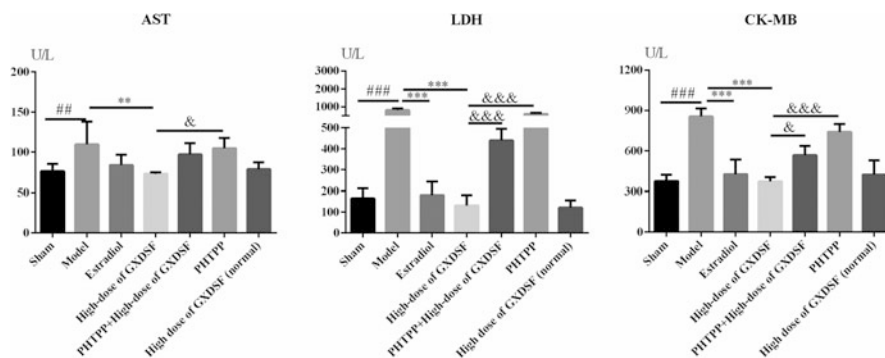 AST
U/L
200
150
100
50
0
##
**
&
Sham
Model
Estradiol
High-dose of GXDSF
PHTPP+High-dose of GXDSF
PHTPP
High dose of GXDSF (normal)
LDH
U/L
3000
2000
1000
500
400
300
200
100
0
###
***
***
&&&
&&&
Sham
Model
Estradiol
High-dose of GXDSF
PHTPP+High-dose of GXDSF
PHTPP
High dose of GXDSF (normal)
CK-MB
U/L
1200
900
600
300
0
###
***
***
&&&
&
Sham
Model
Estradiol
High-dose of GXDSF
PHTPP+High-dose of GXDSF
PHTPP
High dose of GXDSF (normal)